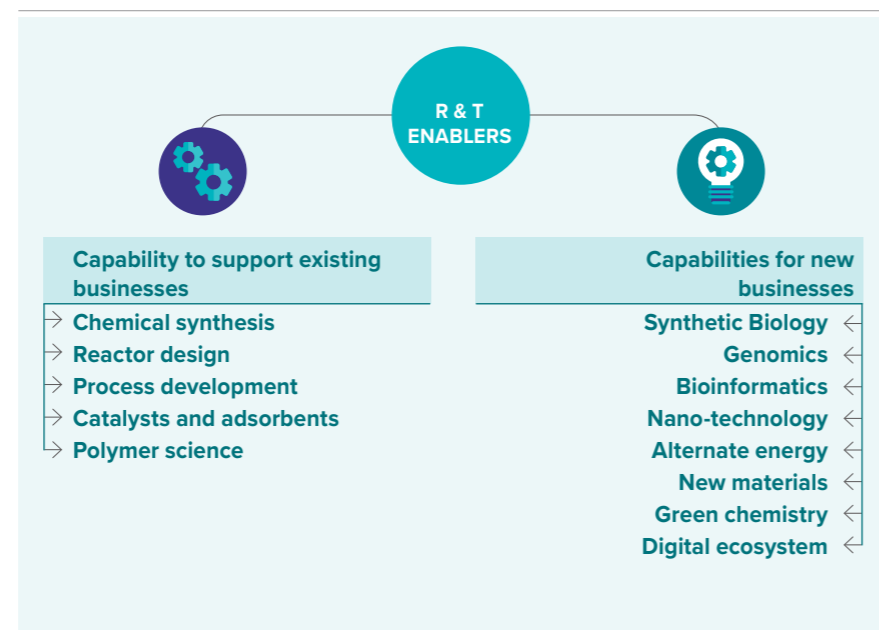 R & T
ENABLERS
Capability to support existing
businesses
Chemical synthesis
Reactor design
Process development
Catalysts and adsorbents
Polymer science
Capabilities for new
businesses
Synthetic Biology
Genomics
Bioinformatics
Nano-technology
Alternate energy
New materials
Green chemistry
Digital ecosystem